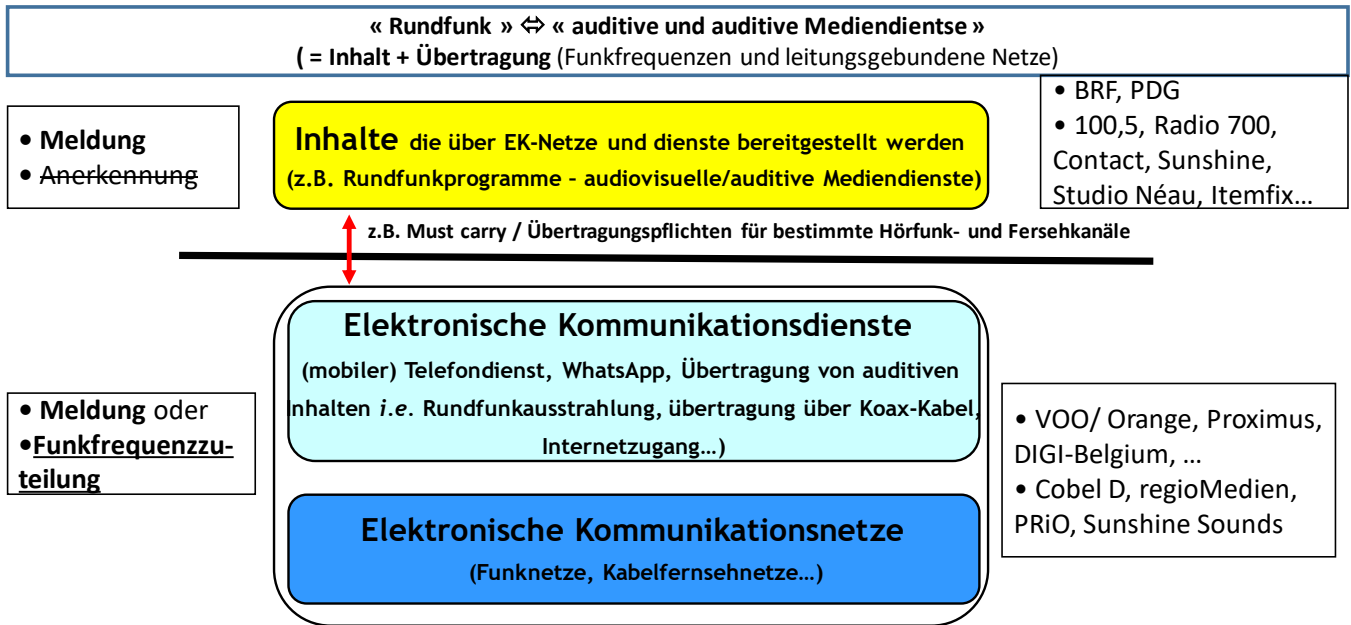 « Rundfunk » ⇔ « auditive und auditive Mediendientse »
( = Inhalt + Übertragung (Funkfrequenzen und leitungsgebundene Netze)
• Meldung
• Anerkennung
Inhalte die über EK-Netze und dienste bereitgestellt werden
(z.B. Rundfunkprogramme - audiovisuelle/auditive Mediendienste)
• BRF, PDG
• 100,5, Radio 700,
Contact, Sunshine,
Studio Néau, Itemfix…
z.B. Must carry / Übertragungspflichten für bestimmte Hörfunk- und Fersehkanäle
Elektronische Kommunikationsdienste
(mobiler) Telefondienst, WhatsApp, Übertragung von auditiven
Inhalten i.e. Rundfunkausstrahlung, übertragung über Koax-Kabel,
Internetzugang…)
• Meldung oder
•Funkfrequenzzu-
teilung
• VOO/ Orange, Proximus,
DIGI-Belgium, …
• Cobel D, regioMedien,
PRiO, Sunshine Sounds
Elektronische Kommunikationsnetze
(Funknetze, Kabelfernsehnetze…)